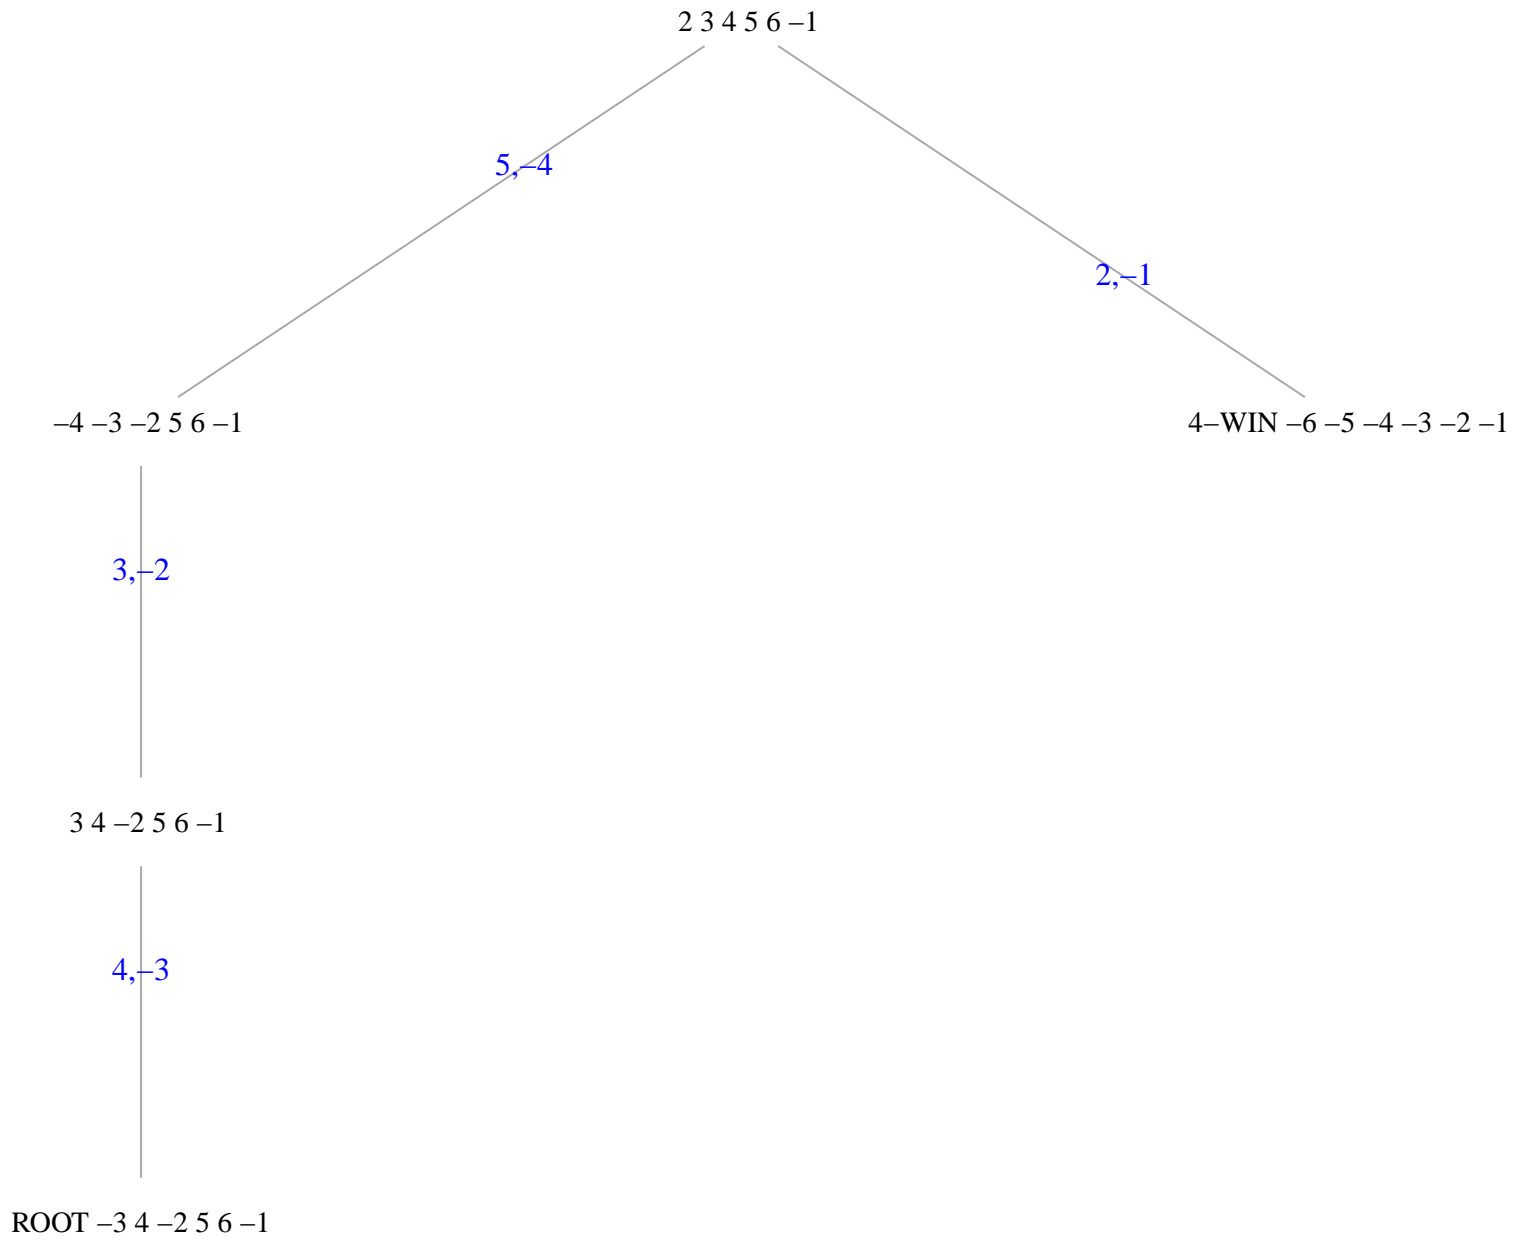 2 3 4 5 6 –1
5,–4
2,–1
–4 –3 –2 5 6 –1
4–WIN –6 –5 –4 –3 –2 –1
3,–2
3 4 –2 5 6 –1
4,–3
ROOT –3 4 –2 5 6 –1